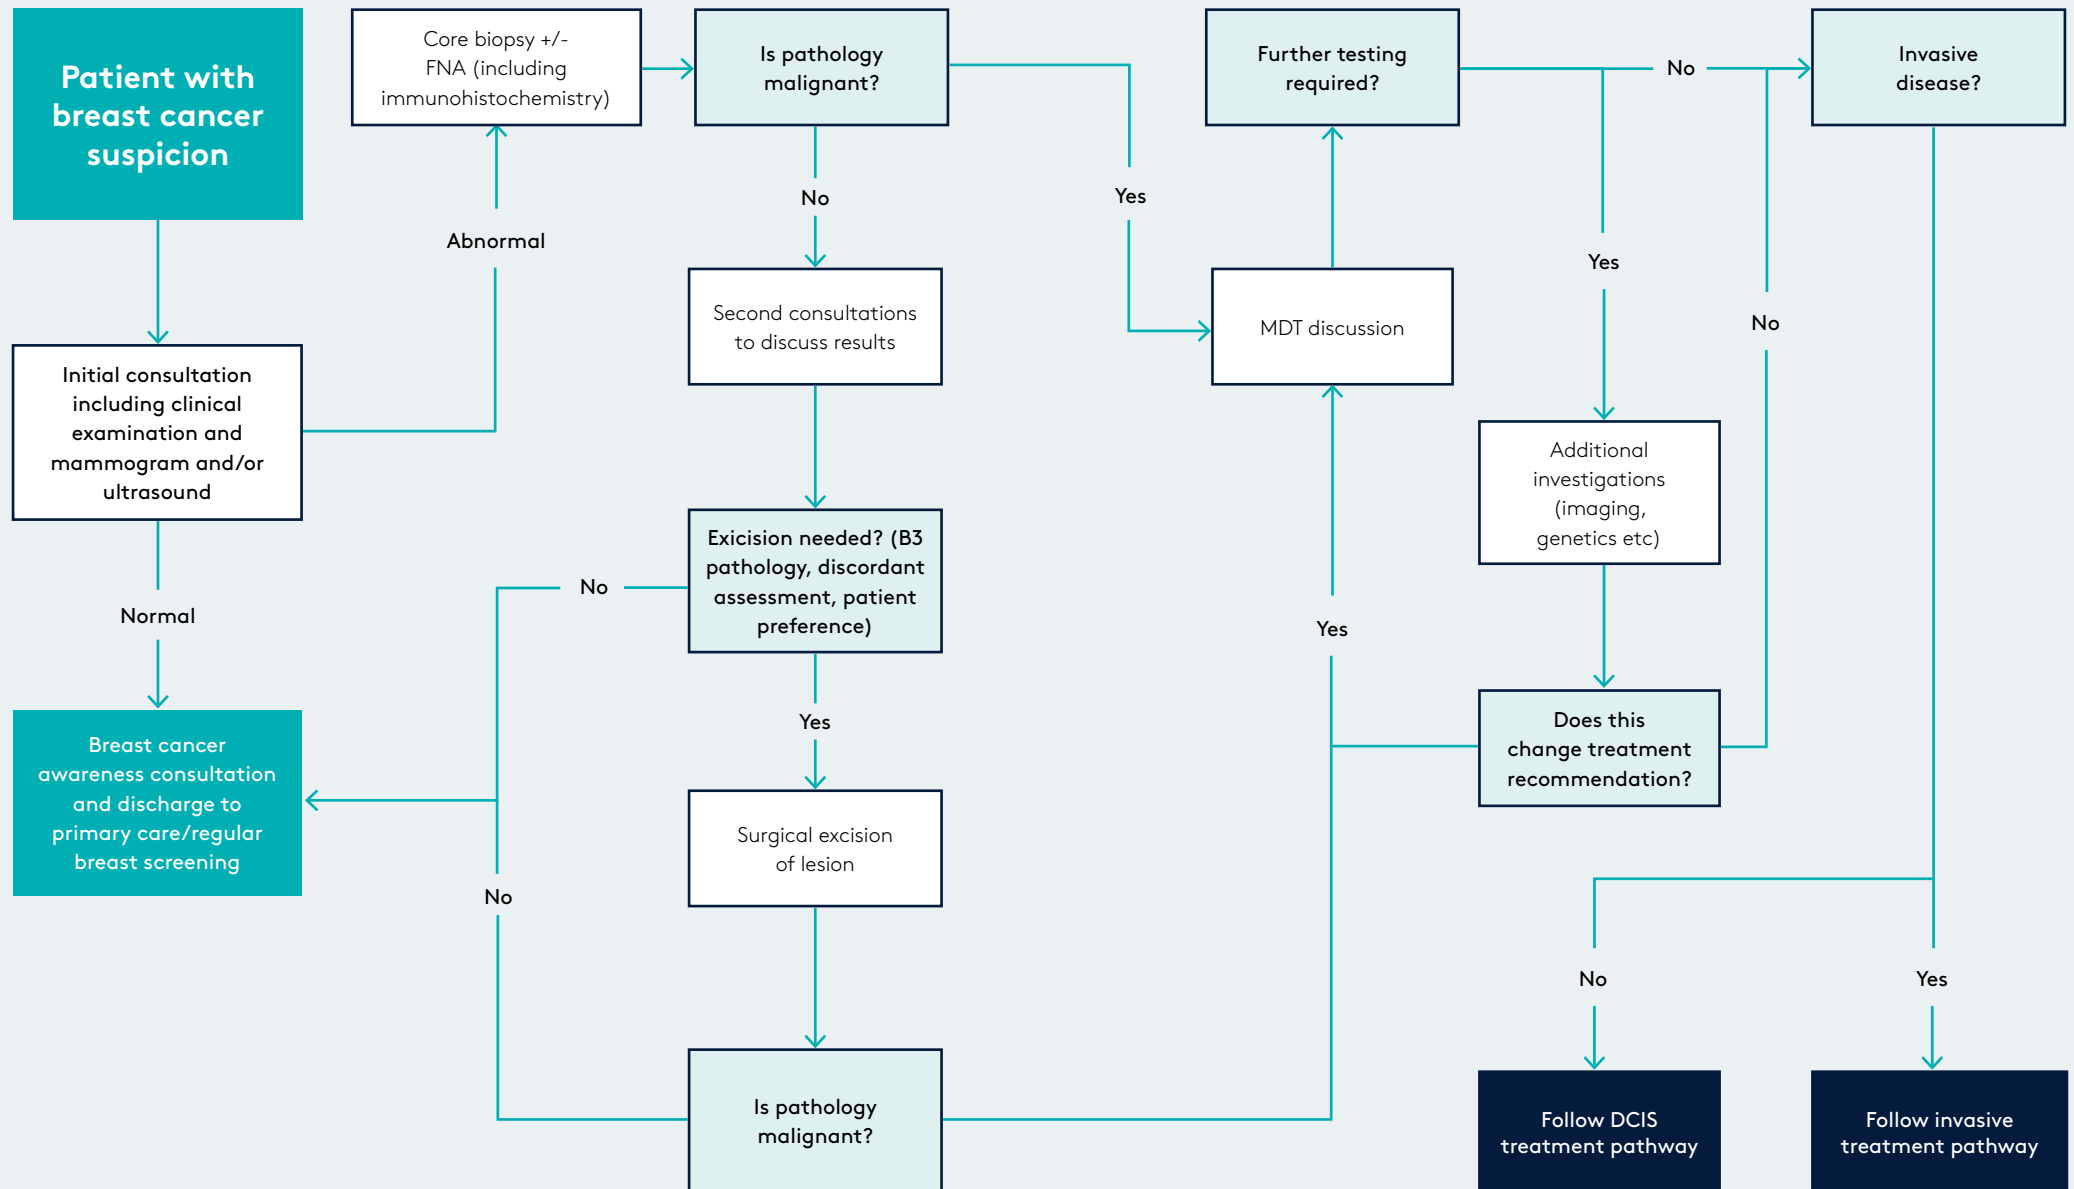 Patient with
breast cancer
suspicion
Initial consultation
including clinical
examination and
mammogram and/or
ultrasound
Normal
Breast cancer
awareness consultation
and discharge to
primary care/regular
breast screening
Abnormal
Core biopsy +/-
FNA (including
immunohistochemistry)
Is pathology
malignant?
No
Second consultations
to discuss results
Exicision needed? (B3
pathology, discordant
assessment, patient
preference)
No
Yes
Surgical excision
of lesion
Is pathology
malignant?
No
Yes
MDT discussion
Yes
Further testing
required?
No
Yes
Additional
investigations
(imaging,
genetics etc)
Does this
change treatment
recommendation?
No
Invasive
disease?
No
Yes
Follow DCIS
treatment pathway
Follow invasive
treatment pathway